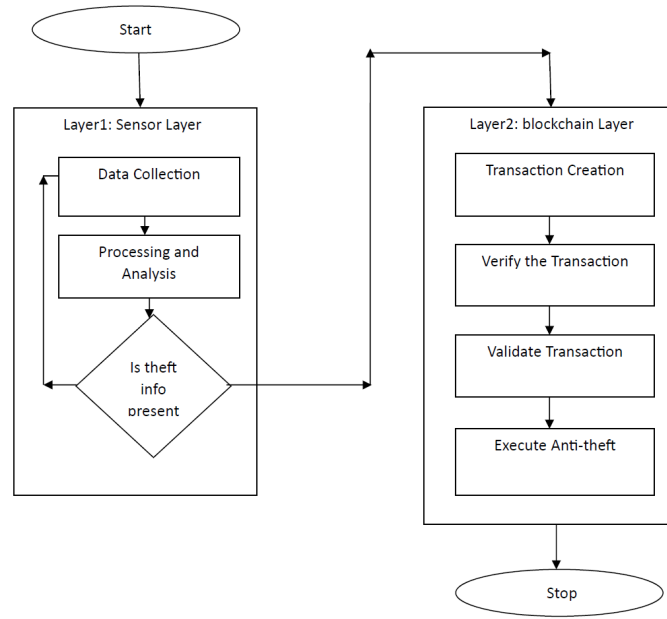 Start
Layer1: Sensor Layer
Data Collection
Processing and
Analysis
Is theft
info
present
Layer2: blockchain Layer
Transaction Creation
Verify the Transaction
Validate Transaction
Execute Anti-theft
Stop